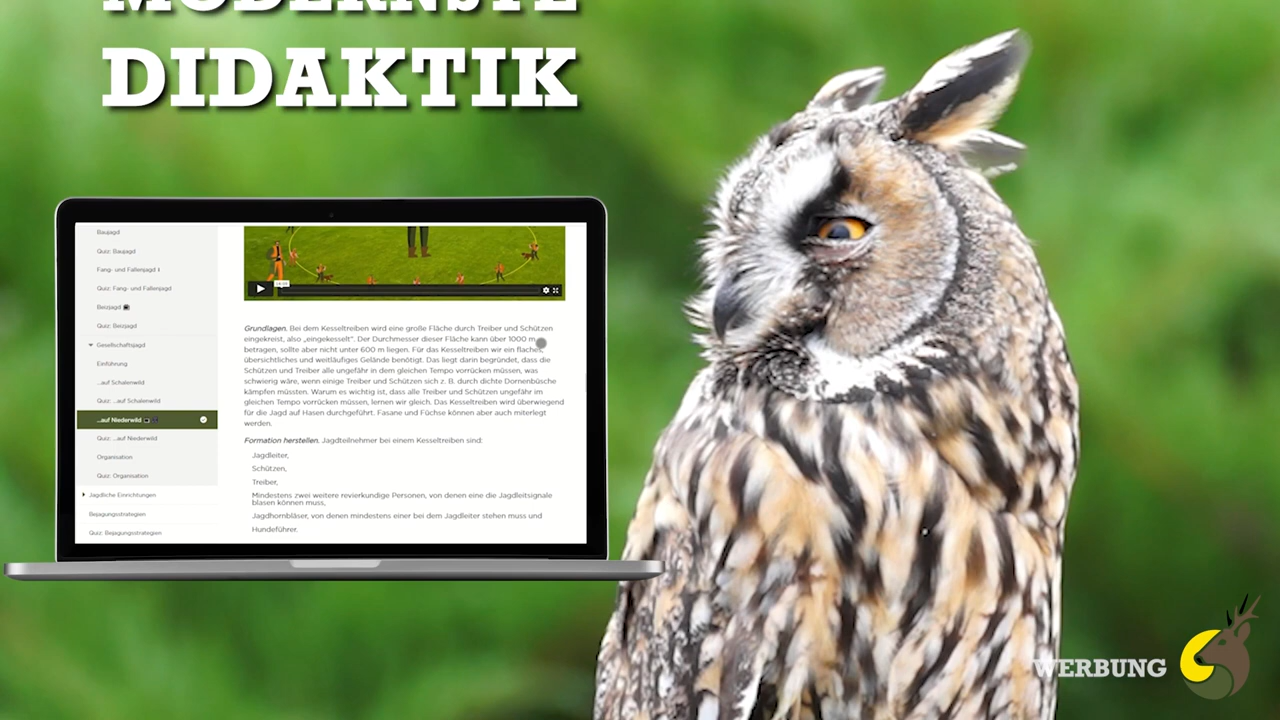 MODERNSTE
DIDAKTIK
Baujagd
Quiz: Baujagd
Fang- und Fallenjagd
Quiz: Fang- und Fallenjagd
Beizjagd
Quiz: Beizjagd
Gesellschaftsjagd
Einführung
...auf Schalenwild
Quiz: ...auf Schalenwild
...auf Niederwild
Quiz: ...auf Niederwild
Organisation
Quiz: Organisation
Jagdliche Einrichtungen
Bejagungsstrategien
Quiz: Bejagungsstrategien
Grundlagen. Bei dem Kesseltreiben wird eine große Fläche durch Treiber und Schützen
eingekreist, also „eingekesselt". Der Durchmesser dieser Fläche kann über 1000 m
betragen, sollte aber nicht unter 600 m liegen. Für das Kesseltreiben wir ein flaches,
übersichtliches und weitläufiges Gelände benötigt. Das liegt darin begründet, dass die
Schützen und Treiber alle ungefähr in dem gleichen Tempo vorrücken müssen, was
schwierig wäre, wenn einige Treiber und Schützen sich z. B. durch dichte Dornenbüsche
kämpfen müssten. Warum es wichtig ist, dass alle Treiber und Schützen ungefähr im
gleichen Tempo vorrücken müssen, lernen wir gleich. Das Kesseltreiben wird überwiegend
für die Jagd auf Hasen durchgeführt. Fasane und Füchse können aber auch miterlegt
werden.
Formation herstellen. Jagdteilnehmer bei einem Kesseltreiben sind:
Jagdleiter,
Schützen,
Treiber,
Mindestens zwei weitere revierkundige Personen, von denen eine die Jagdleitsignale
blasen können muss,
Jagdhornbläser, von denen mindestens einer bei dem Jagdleiter stehen muss und
Hundeführer.
WERBUNG